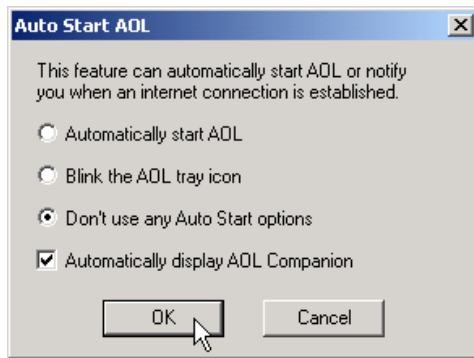 Auto Start AOL
This feature can automatically start AOL or notify
you when an internet connection is established.
Automatically start AOL
Blink the AOL tray icon
Don't use any Auto Start options
Automatically display AOL Companion
OK
Cancel